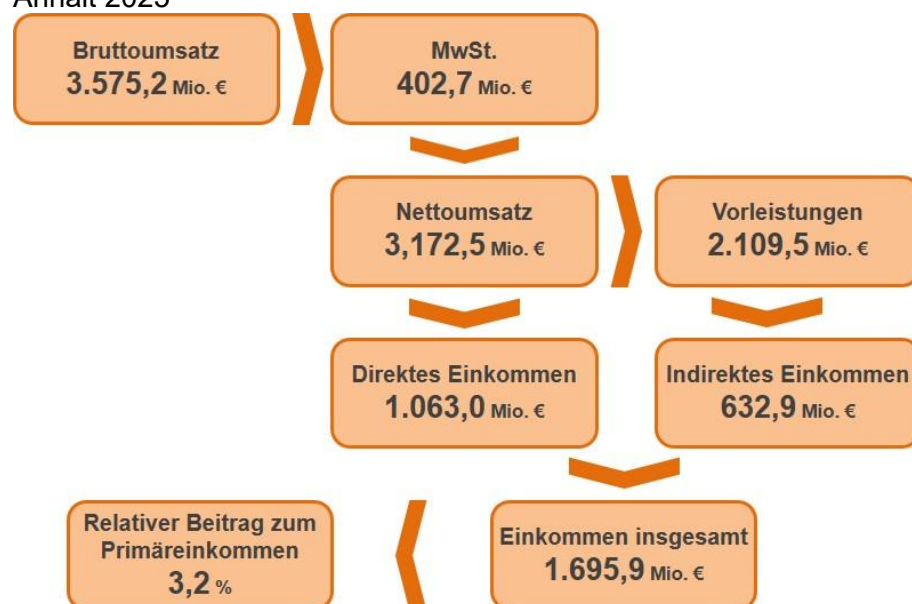 Anhalt 2023
Bruttoumsatz
3.575,2 Mio. €
MwSt.
402,7 Mio. €
Nettoumsatz
3,172,5 Mio. €
Vorleistungen
2.109,5 Mio. €
Direktes Einkommen
1.063,0 Mio. €
Indirektes Einkommen
632,9 Mio. €
Relativer Beitrag zum
Primäreinkommen
3,2 %
Einkommen insgesamt
1.695,9 Mio. €